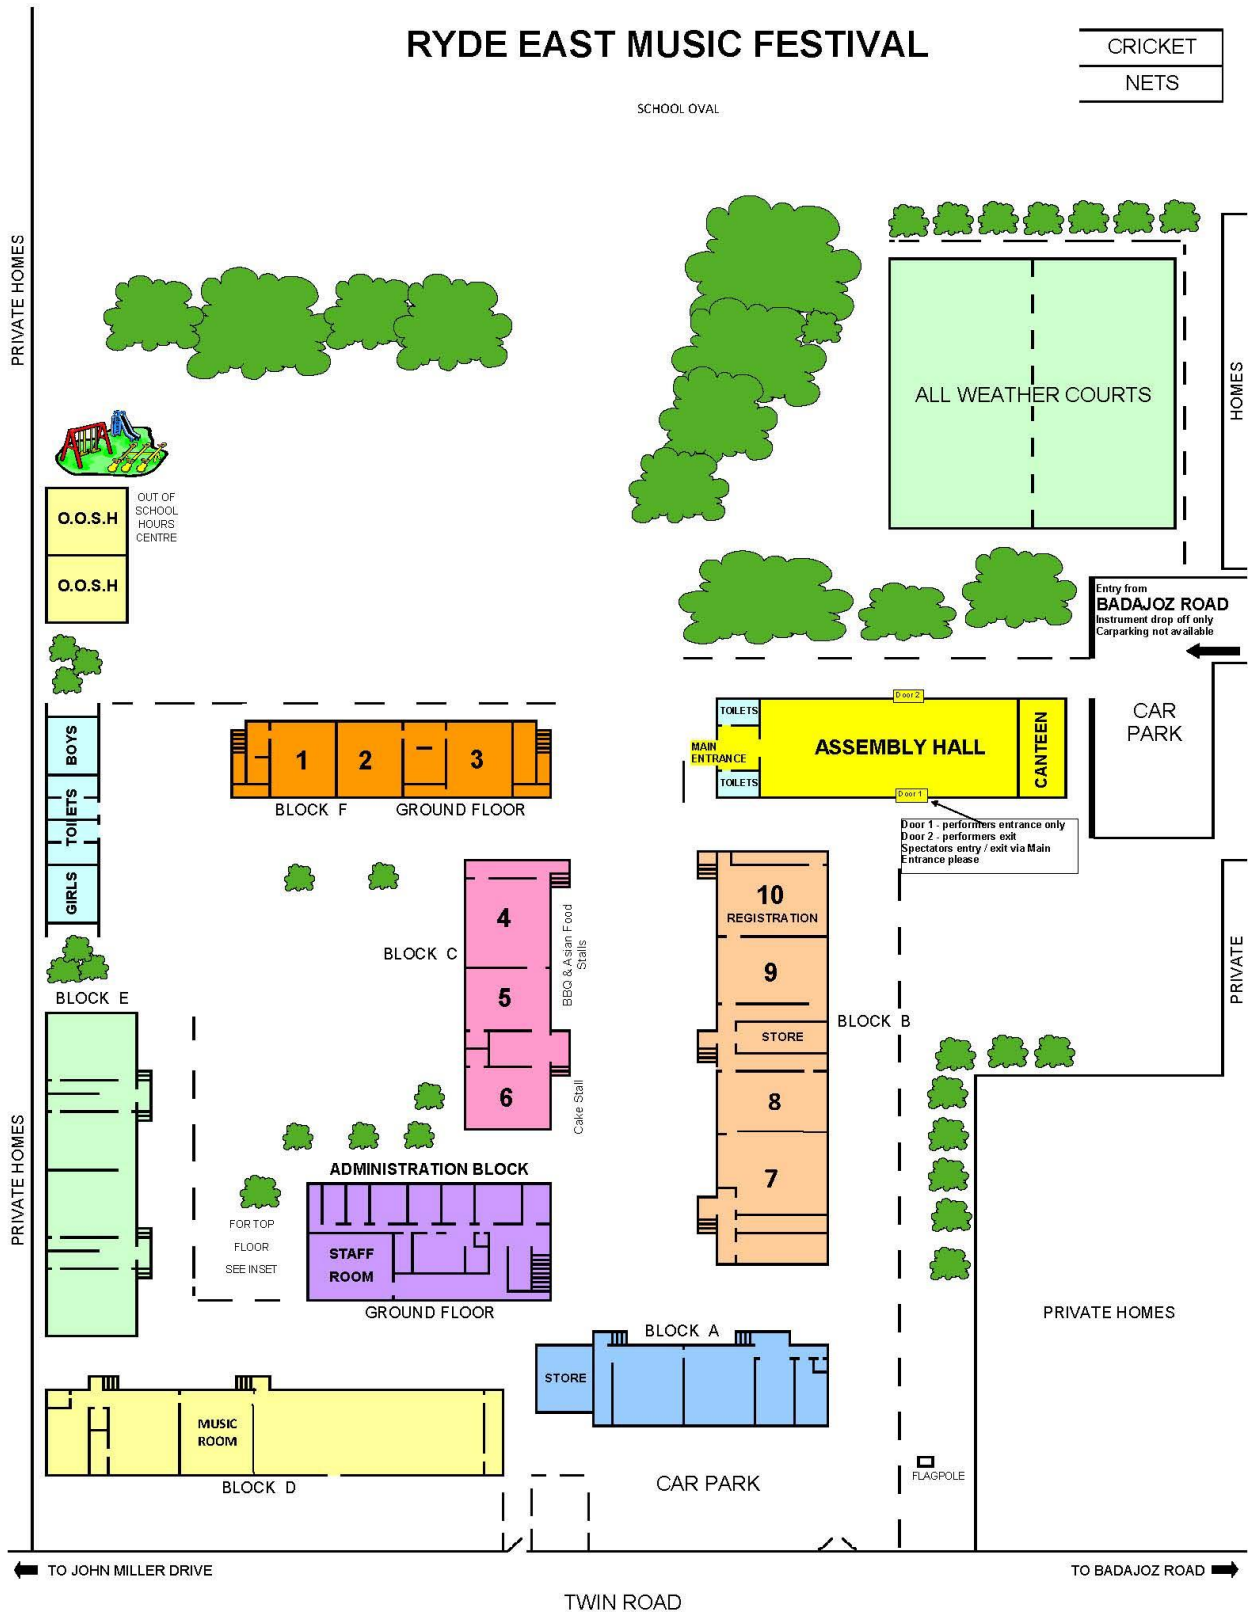 RYDE EAST MUSIC FESTIVAL
CRICKET
NETS
SCHOOL OVAL
PRIVATE HOMES
HOMES
ALL WEATHER COURTS
O.O.S.H
OUT OF
SCHOOL
HOURS
CENTRE
O.O.S.H
Entry from
BADAJOZ ROAD
Instrument drop off only
Carparking not available
CAR
PARK
BOYS
TOILETS
GIRLS
1
2
3
BLOCK F
GROUND FLOOR
TOILETS
Door 2
MAIN
ENTRANCE
ASSEMBLY HALL
CANTEEN
TOILETS
Door 1
Door 1 - performers entrance only
Door 2 - performers exit
Spectators entry / exit via Main
Entrance please
4
BLOCK C
5
6
BBQ & Asian Food
Stalls
Cake Stall
10
REGISTRATION
9
STORE
BLOCK B
8
7
PRIVATE
BLOCK E
PRIVATE HOMES
ADMINISTRATION BLOCK
FOR TOP
FLOOR
SEE INSET
STAFF
ROOM
GROUND FLOOR
PRIVATE HOMES
BLOCK A
STORE
MUSIC
ROOM
BLOCK D
CAR PARK
FLAGPOLE
TO JOHN MILLER DRIVE
TO BADAJOZ ROAD
TWIN ROAD